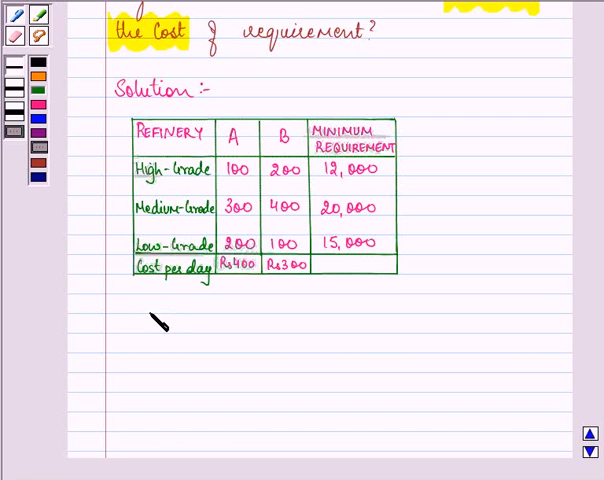 the Cost of requirement?
Solution:-
REFINERY A B MINIMUM REQUIREMENT
High-Grade 100 200 12,000
Medium-Grade 300 400 20,000
Low-Grade 200 100 15,000
Cost per day Rs400 Rs300